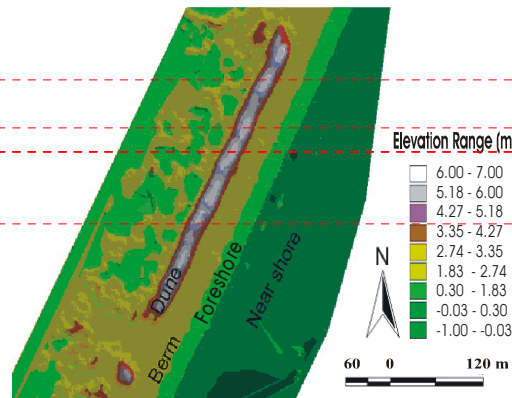 Elevation Range (m
6.00 - 7.00
5.18 - 6.00
4.27 - 5.18
3.35 - 4.27
2.74 - 3.35
1.83 - 2.74
0.30 - 1.83
-0.03 - 0.30
-1.00 - -0.03
Dune
Berm
Foreshore
Near shore
N
60 0 120 m